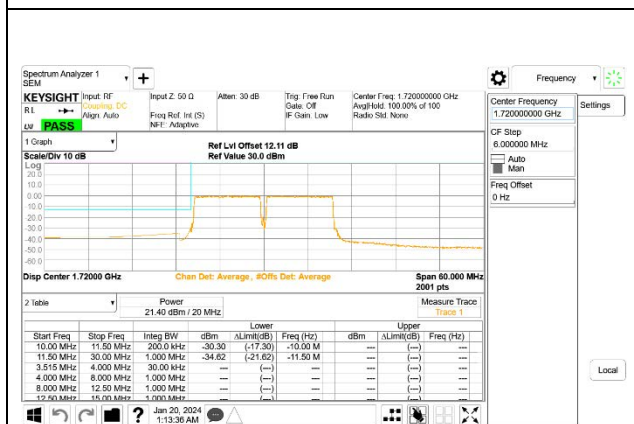 Spectrum Analyzer 1
SEM
+
Frequency
KEYSIGHT
RL
PASS
Input: RF
Coupling: DC
Align: Auto
Input Z: 50 Ω
Freq Ref: Int (S)
NFE: Adaptive
Atten: 30 dB
Trig: Free Run
Gate: Off
IF Gain: Low
Center Freq: 1.720000000 GHz
Avg|Hold: 100.00% of 100
Radio Std: None
Center Frequency
1.72000000 GHz
Settings
CF Step
6.000000 MHz
Auto
Man
Freq Offset
0 Hz
1 Graph
Scale/Div 10 dB
Ref Lvl Offset 12.11 dB
Ref Value 30.0 dBm
Log
20.0
10.0
0.00
-10.0
-20.0
-30.0
-40.0
-50.0
-60.0
Disp Center 1.72000 GHz
Chan Det: Average, #Offs Det: Average
Span 60.000 MHz
2001 pts
2 Table
Power
21.40 dBm / 20 MHz
Measure Trace
Trace 1
Lower Upper
Start Freq Stop Freq Integ BW dBm ΔLimit(dB) Freq (Hz) dBm ΔLimit(dB) Freq (Hz)
10.00 MHz 11.50 MHz 200.0 kHz -30.30 (-17.30) -10.00 M --- (---) ---
11.50 MHz 30.00 MHz 1.000 MHz -34.62 (-21.62) -11.50 M --- (---) ---
3.515 MHz 4.000 MHz 30.00 kHz --- (---) --- --- (---) ---
4.000 MHz 8.000 MHz 1.000 MHz --- (---) --- --- (---) ---
8.000 MHz 12.50 MHz 1.000 MHz --- (---) --- --- (---) ---
12.50 MHz 15.00 MHz 1.000 MHz --- (---) --- --- (---) ---
Local
?
Jan 20, 2024
1:13:36 AM